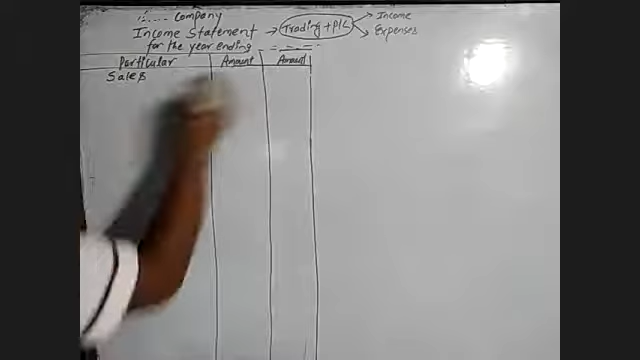 Company
Income Statement → Trading + P/L → Income
for the year ending → Expenses
Particular Amount Amount
Sales